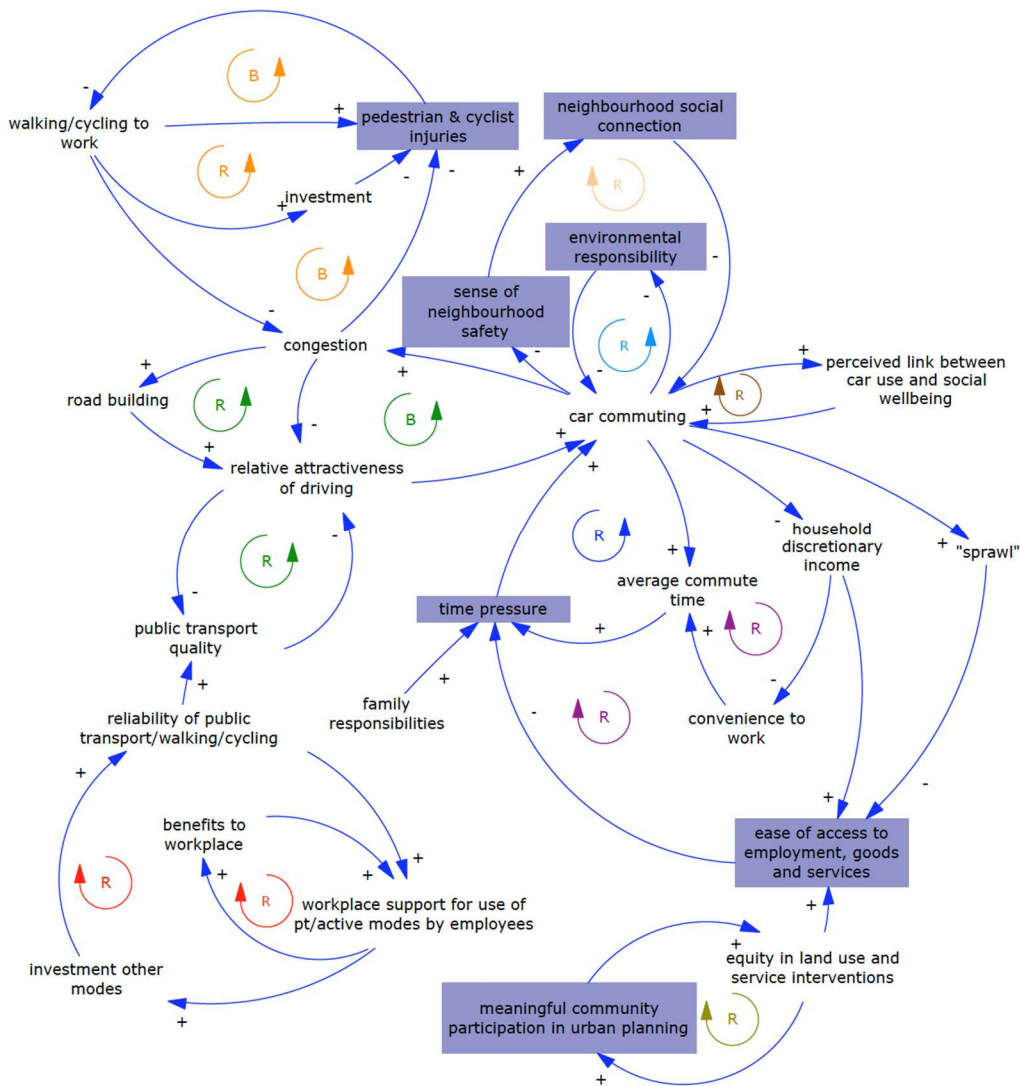 B
-
walking/cycling to
work
+
pedestrian & cyclist
injuries
neighbourhood social
connection
R
+
investment
-
-
+
R
environmental
responsibility
-
B
sense of
neighbourhood
safety
-
-
R
-
-
congestion
+
road building
R
+
B
car commuting
+
perceived link between
car use and social
wellbeing
R
+
+
-
relative attractiveness
of driving
+
+
R
-
R
-
household
discretionary
income
+
"sprawl"
-
time pressure
+
average commute
time
+
+
R
public transport
quality
+
family
responsibilities
+
-
R
-
convenience to
work
reliability of public
transport/walking/cycling
+
-
+
benefits to
workplace
+
ease of access to
employment, goods
and services
R
+
R
+
workplace support for use of
pt/active modes by employees
+
+
equity in land use and
service interventions
investment other
modes
+
meaningful community
participation in urban planning
R
+